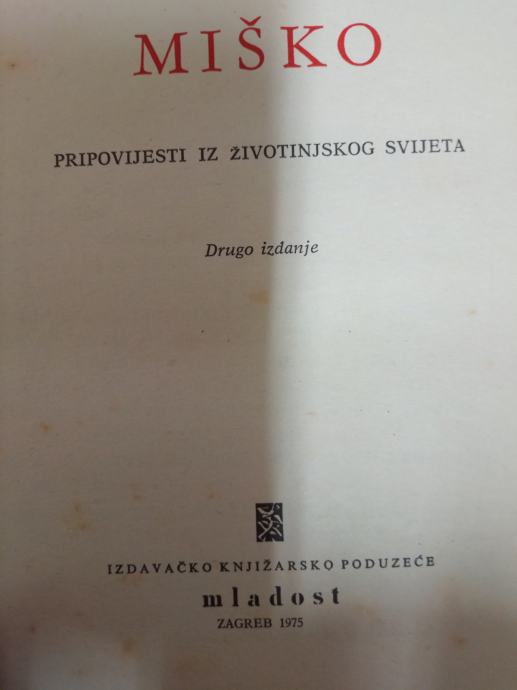 MIŠKO
PRIPOVIJESTI IZ ŽIVOTINJSKOG SVIJETA
Drugo izdanje
IZDAVAČKO KNJIŽARSKO PODUZEĆE
mladost
ZAGREB 1975